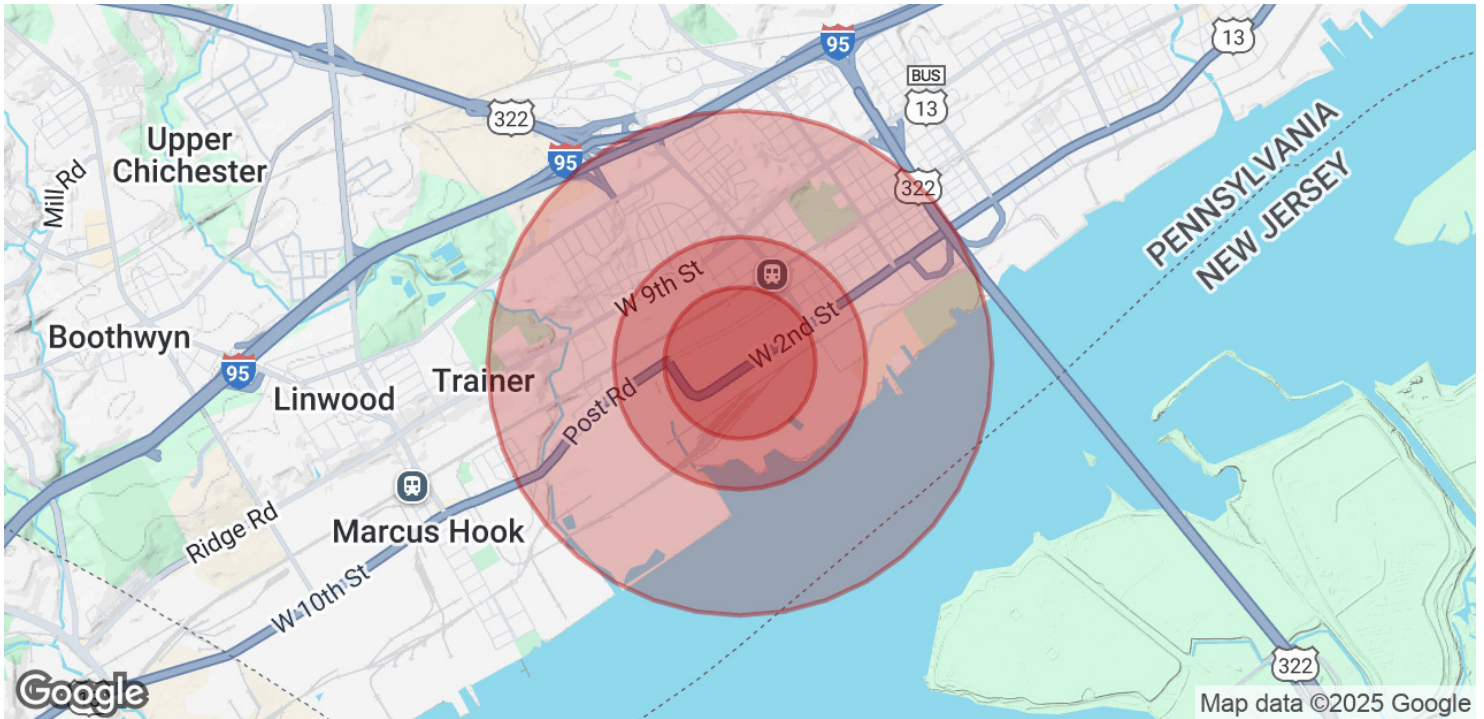 95
13
BUS
13
322
PENNSYLVANIA
NEW JERSEY
Upper
Chichester
95
Mill Rd
322
W 9th St
W 2nd St
Boothwyn
95
Linwood
Trainer
Post Rd
Marcus Hook
Ridge Rd
W 10th St
322
Google
Map data ©2025 Google